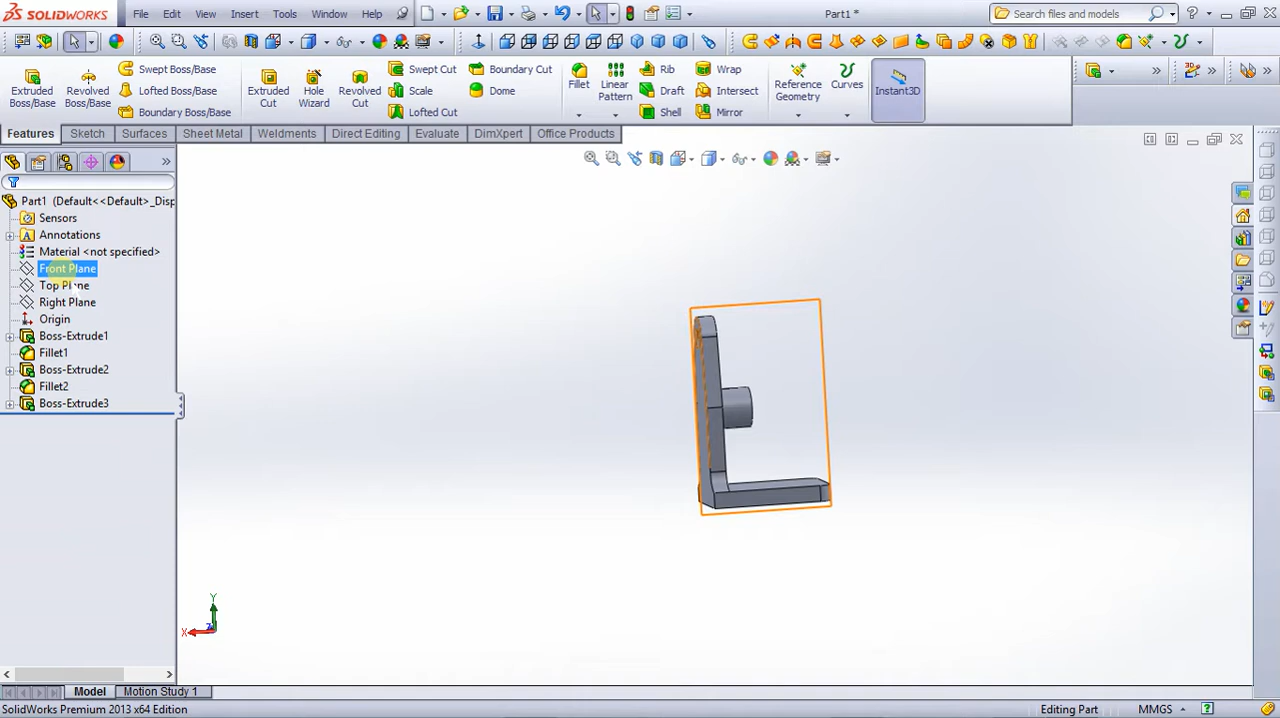 SOLIDWORKS File Edit View Insert Tools Window Help Part1 * Search files and models
Extruded Boss/Base Revolved Boss/Base Swept Boss/Base Lofted Boss/Base Boundary Boss/Base Extruded Cut Hole Wizard Revolved Cut Swept Cut Scale Lofted Cut Boundary Cut Dome Fillet Linear Pattern Rib Draft Shell Wrap Intersect Mirror Reference Geometry Curves Instant3D
Features Sketch Surfaces Sheet Metal Weldments Direct Editing Evaluate DimXpert Office Products
Part1 (Default<<Default>_Disp
Sensors
Annotations
Material <not specified>
Front Plane
Top Plane
Right Plane
Origin
Boss-Extrude1
Fillet1
Boss-Extrude2
Fillet2
Boss-Extrude3
Y
X
Z
Model Motion Study 1
SolidWorks Premium 2013 x64 Edition Editing Part MMGS